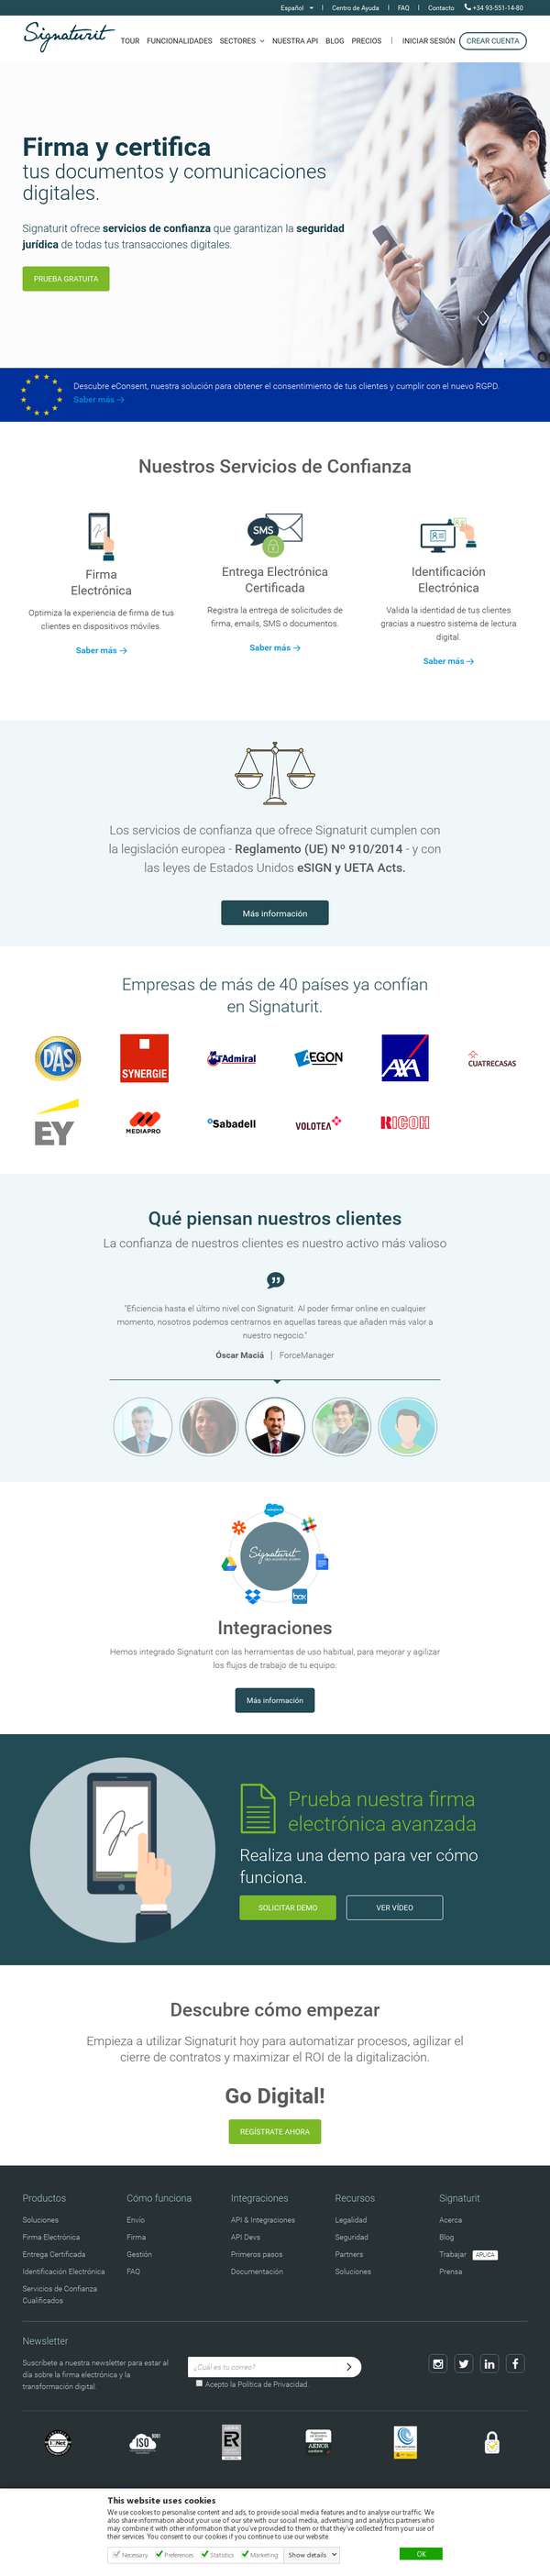 Español | Centro de Ayuda | FAQ | Contacto +34 93-551-14-80
Signaturit TOUR FUNCIONALIDADES SECTORES NUESTRA API BLOG PRECIOS | INICIAR SESIÓN CREAR CUENTA
Firma y certifica
tus documentos y comunicaciones
digitales.
Signaturit ofrece servicios de confianza que garantizan la seguridad
jurídica de todas tus transacciones digitales.
PRUEBA GRATUITA
Descubre eConsent, nuestra solución para obtener el consentimiento de tus clientes y cumplir con el nuevo RGPD.
Saber más →
Nuestros Servicios de Confianza
SMS
Firma
Electrónica
Optimiza la experiencia de firma de tus
clientes en dispositivos móviles.
Saber más →
Entrega Electrónica
Certificada
Registra la entrega de solicitudes de
firma, emails, SMS o documentos.
Saber más →
Identificación
Electrónica
Valida la identidad de tus clientes
gracias a nuestro sistema de lectura
digital.
Saber más →
Los servicios de confianza que ofrece Signaturit cumplen con
la legislación europea - Reglamento (UE) Nº 910/2014 - y con
las leyes de Estados Unidos eSIGN y UETA Acts.
Más información
Empresas de más de 40 países ya confían
en Signaturit.
DAS SYNERGIE Admiral AEGON AXA CUATRECASAS
EY MEDIAPRO Sabadell VOLOTEA RICOH
Qué piensan nuestros clientes
La confianza de nuestros clientes es nuestro activo más valioso
"Eficiencia hasta el último nivel con Signaturit. Al poder firmar online en cualquier
momento, nosotros podemos centrarnos en aquellas tareas que añaden más valor a
nuestro negocio."
Óscar Maciá | ForceManager
salesforce
Signaturit
box
Integraciones
Hemos integrado Signaturit con las herramientas de uso habitual, para mejorar y agilizar
los flujos de trabajo de tu equipo.
Más información
Prueba nuestra firma
electrónica avanzada
Realiza una demo para ver cómo
funciona.
SOLICITAR DEMO VER VÍDEO
Descubre cómo empezar
Empieza a utilizar Signaturit hoy para automatizar procesos, agilizar el
cierre de contratos y maximizar el ROI de la digitalización.
Go Digital!
REGÍSTRATE AHORA
Productos
Soluciones
Firma Electrónica
Entrega Certificada
Identificación Electrónica
Servicios de Confianza
Cualificados
Cómo funciona
Envío
Firma
Gestión
FAQ
Integraciones
API & Integraciones
API Devs
Primeros pasos
Documentación
Recursos
Legalidad
Seguridad
Partners
Soluciones
Signaturit
Acerca
Blog
Trabajar APLICA
Prensa
Newsletter
Suscríbete a nuestra newsletter para estar al
día sobre la firma electrónica y la
transformación digital.
¿Cuál es tu correo?
Acepto la Política de Privacidad.
IQNet ISO 9001 ER AENOR
This website uses cookies
We use cookies to personalise content and ads, to provide social media features and to analyse our traffic. We
also share information about your use of our site with our social media, advertising and analytics partners who
may combine it with other information that you've provided to them or that they've collected from your use of
their services. You consent to our cookies if you continue to use our website.
Necessary Preferences Statistics Marketing Show details OK